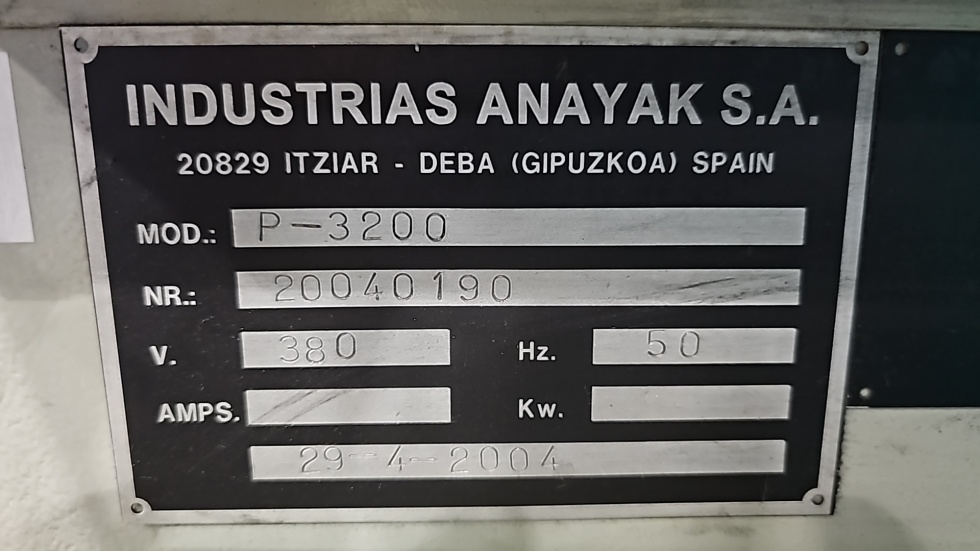 INDUSTRIAS ANAYAK S.A.
20829 ITZIAR - DEBA (GIPUZKOA) SPAIN
MOD.: P-3200
NR.: 20040190
V. 380 Hz. 50
AMPS. Kw.
29-4-2004